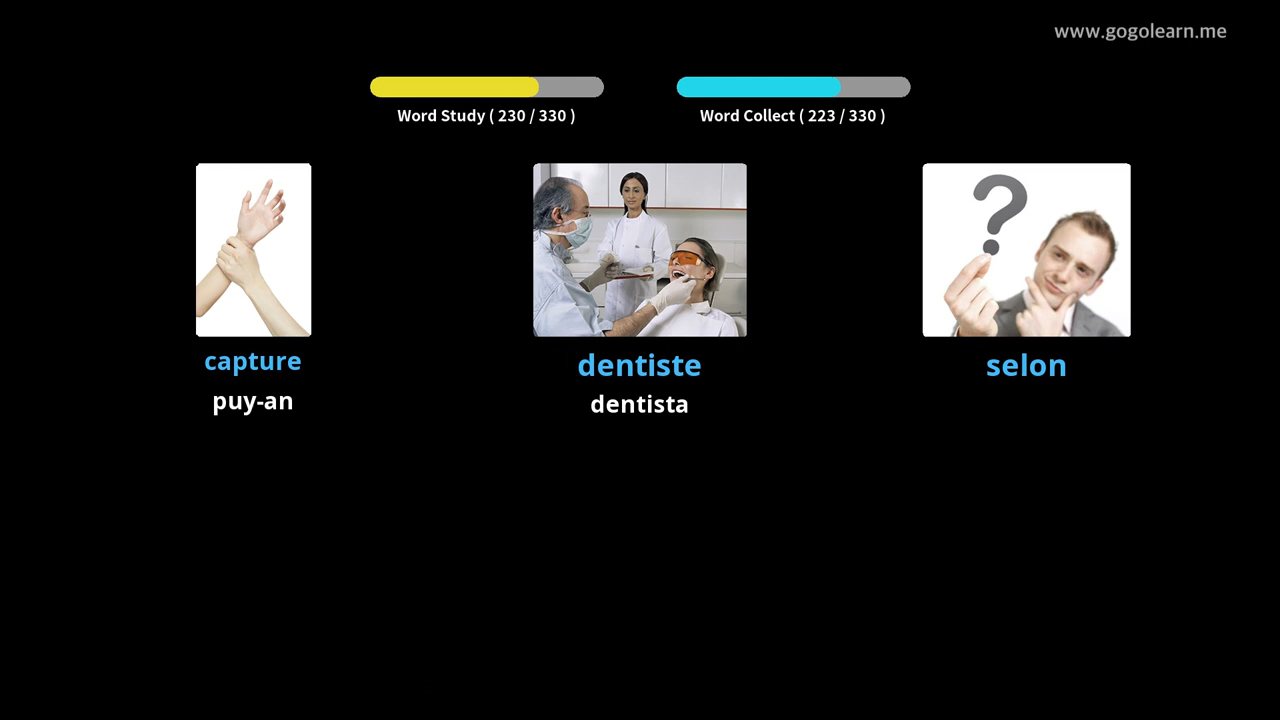 www.gogolearn.me
Word Study ( 230 / 330 )
Word Collect ( 223 / 330 )
capture
puy-an
dentiste
dentista
selon